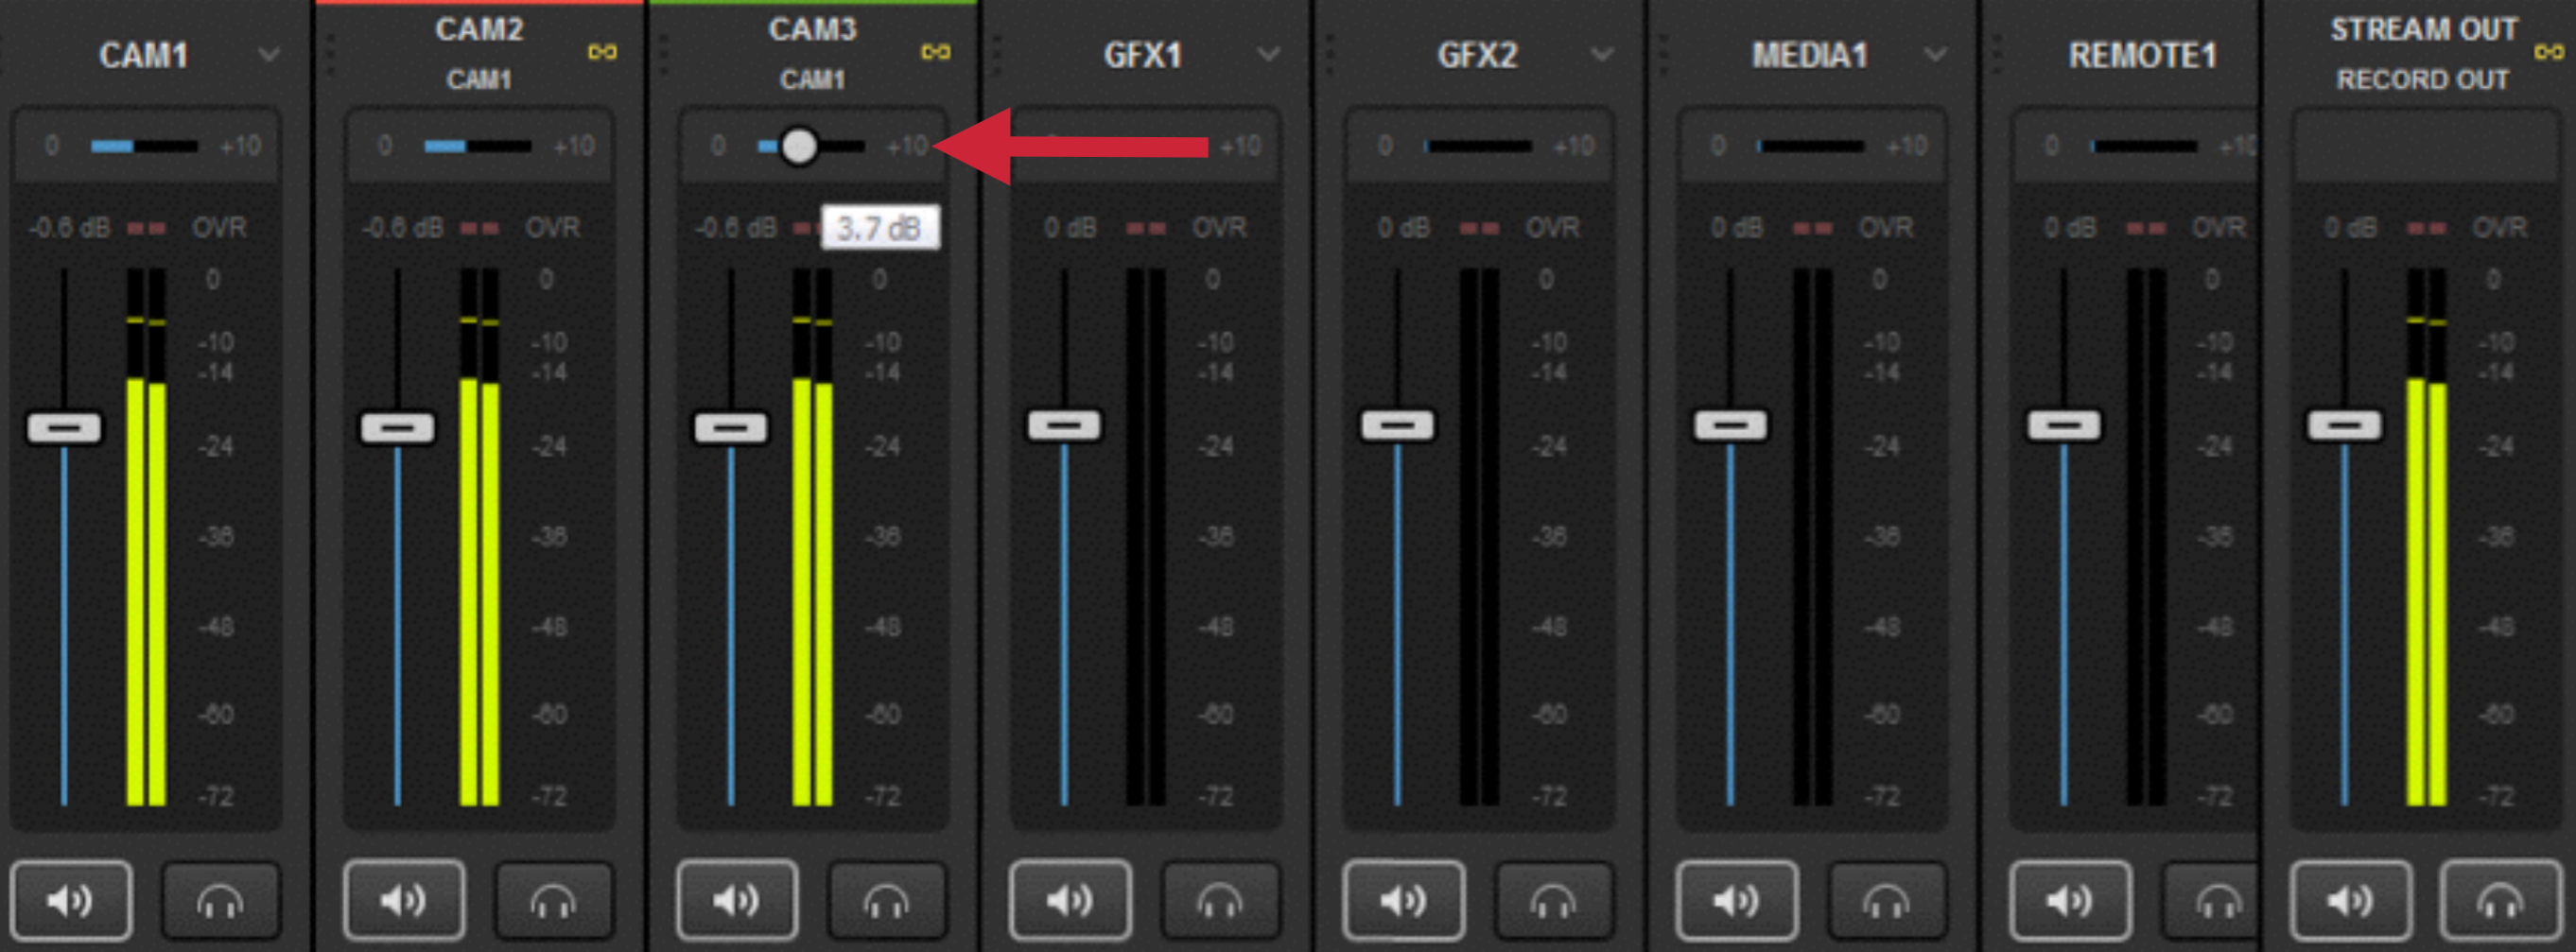 CAM1
CAM2
CAM1
CAM3
CAM1
GFX1
GFX2
MEDIA1
REMOTE1
STREAM OUT
RECORD OUT
0 +10
0 +10
0 +10
+10
0 +10
0 +10
0 +10
-0.6 dB OVR
-0.6 dB OVR
-0.6 dB 3.7 dB
0 dB OVR
0 dB OVR
0 dB OVR
0 dB OVR
0 dB OVR
0 0 0 0 0 0 0 0
-10 -10 -10 -10 -10 -10 -10 -10
-14 -14 -14 -14 -14 -14 -14 -14
-24 -24 -24 -24 -24 -24 -24 -24
-36 -36 -36 -36 -36 -36 -36 -36
-48 -48 -48 -48 -48 -48 -48 -48
-60 -60 -60 -60 -60 -60 -60 -60
-72 -72 -72 -72 -72 -72 -72 -72